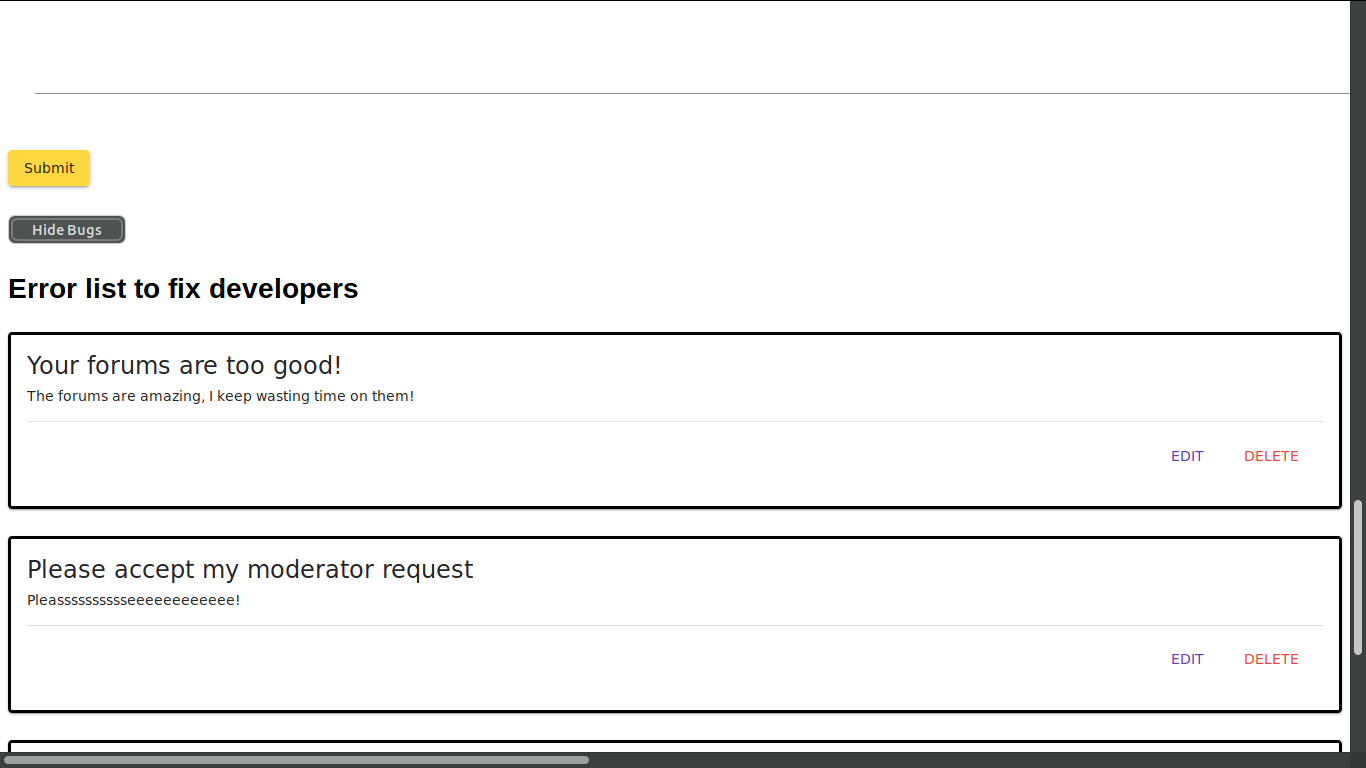 Submit
Hide Bugs
Error list to fix developers
Your forums are too good!
The forums are amazing, I keep wasting time on them!
EDIT DELETE
Please accept my moderator request
Pleasssssssssseeeeeeeeeeee!
EDIT DELETE